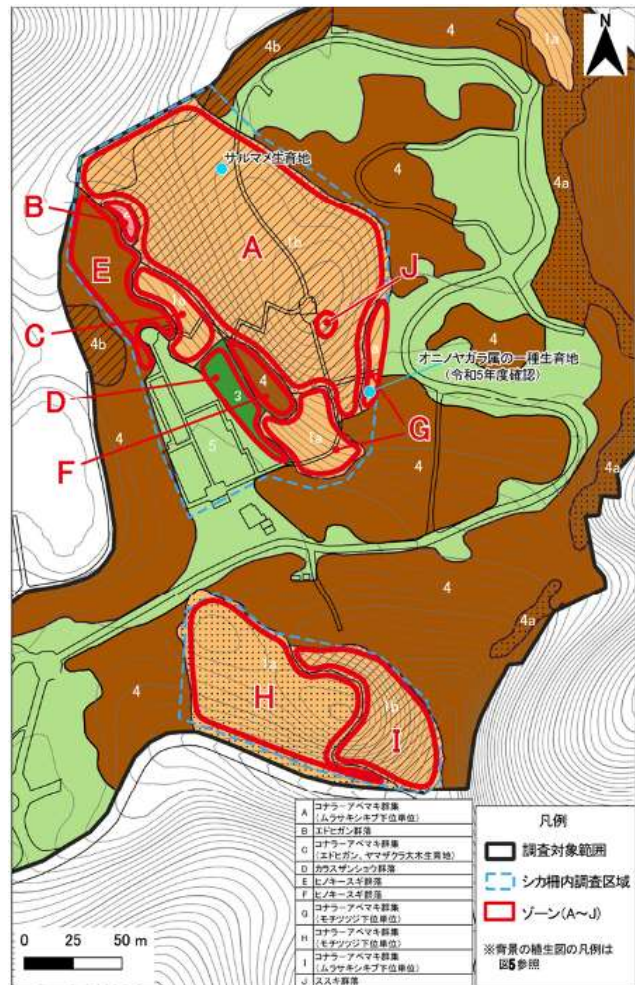 N
4b
4
1a
サルマメ生育地
4
4a
B
A
1b
E
J
C
1a
4b
4
オニノヤガラ属の一種生育地
(令和5年度確認)
D
4
3
G
F
1a
5
4
4
4a
4
4a
4
1a
H
1b
I
A コナラーアベマキ群集
(ムラサキシキブ下位単位)
B エドヒガン群落
C コナラーアベマキ群集
(エドヒガン、ヤマザクラ大木生育地)
D カラスザンショウ群落
E ヒノキースギ群落
F ヒノキースギ群落
G コナラーアベマキ群集
(モチツツジ下位単位)
H コナラーアベマキ群集
(モチツツジ下位単位)
I コナラーアベマキ群集
(ムラサキシキブ下位単位)
J ススキ群落
凡例
調査対象範囲
シカ柵内調査区域
ゾーン(A~J)
※背景の植生図の凡例は
図5参照
0 25 50 m